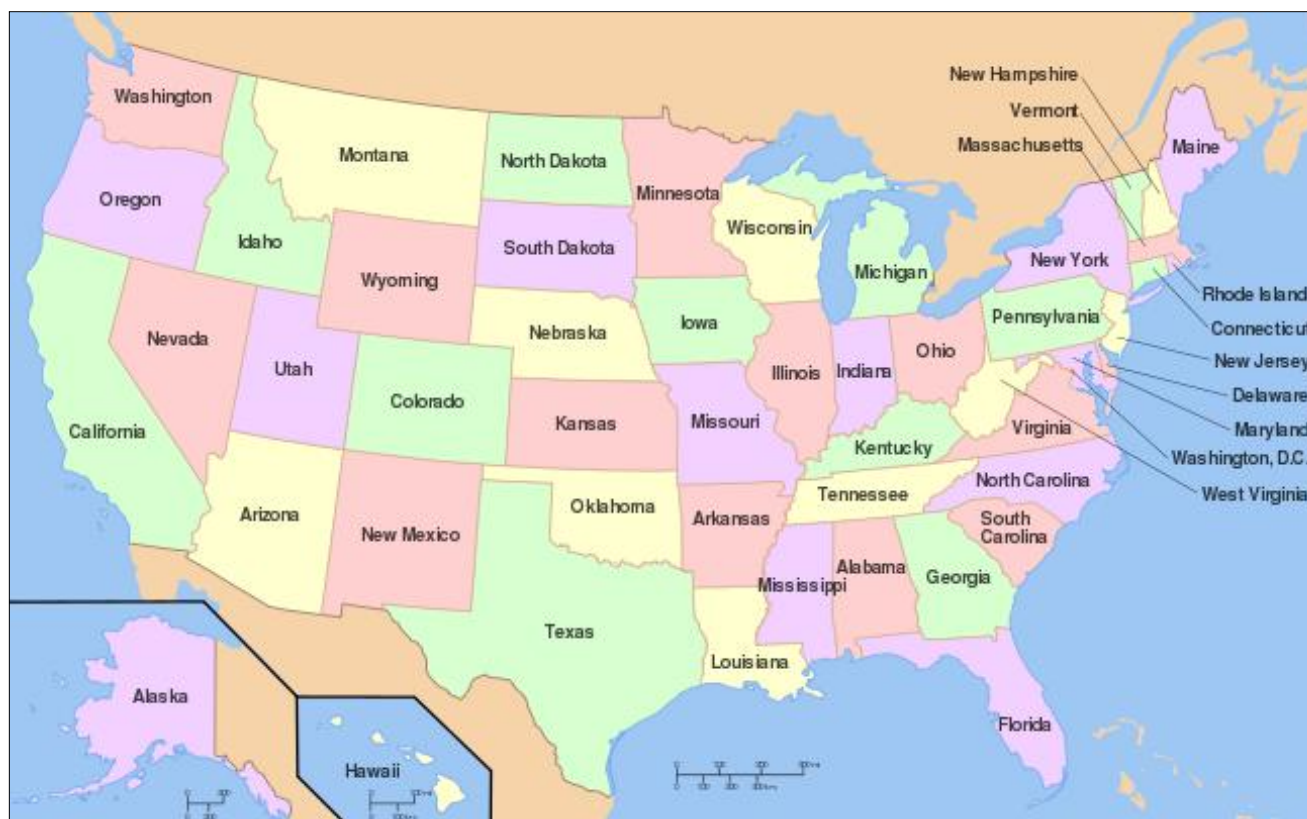 New Hampshire
Washington
Vermont
Massachusetts
Maine
Montana
North Dakota
Minnesota
Oregon
Wisconsin
Idaho
South Dakota
Michigan
New York
Wyoming
Rhode Island
Pennsylvania
Iowa
Nebraska
Connecticut
Nevada
Ohio
New Jersey
Utah
Illinois
Indiana
Delaware
Colorado
Missouri
Kansas
California
Virginia
Maryland
Kentucky
Washington, D.C.
North Carolina
West Virginia
Tennessee
Oklahoma
Arizona
Arkansas
New Mexico
South
Carolina
Alabama
Georgia
Mississippi
Texas
Louisiana
Alaska
Florida
Hawaii